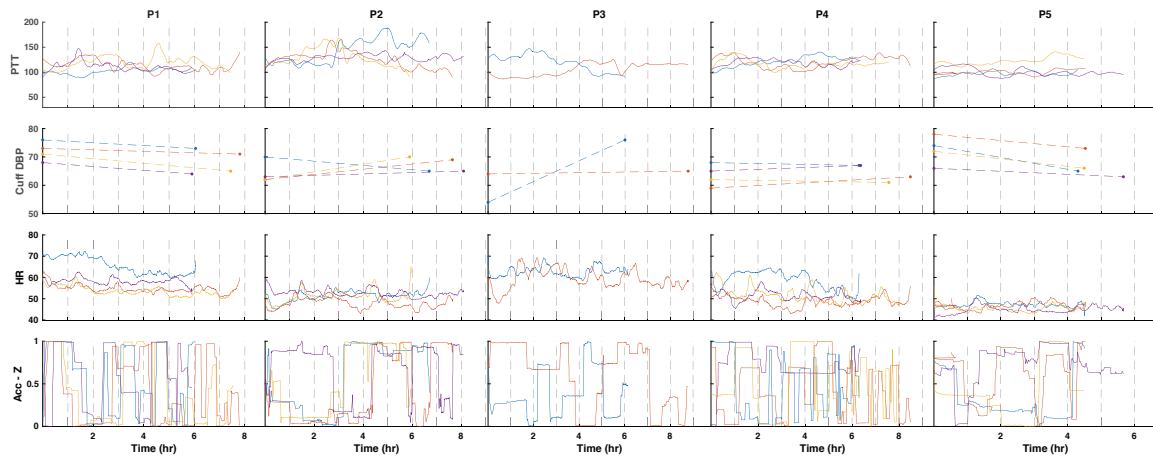 P1 P2 P3 P4 P5
200
150
100
50
PTT
80
70
60
50
Cuff DBP
80
70
60
50
40
HR
1
0.5
0
Acc - Z
2 4 6 8 2 4 6 8 2 4 6 8 2 4 6 8 2 4 6
Time (hr) Time (hr) Time (hr) Time (hr) Time (hr)